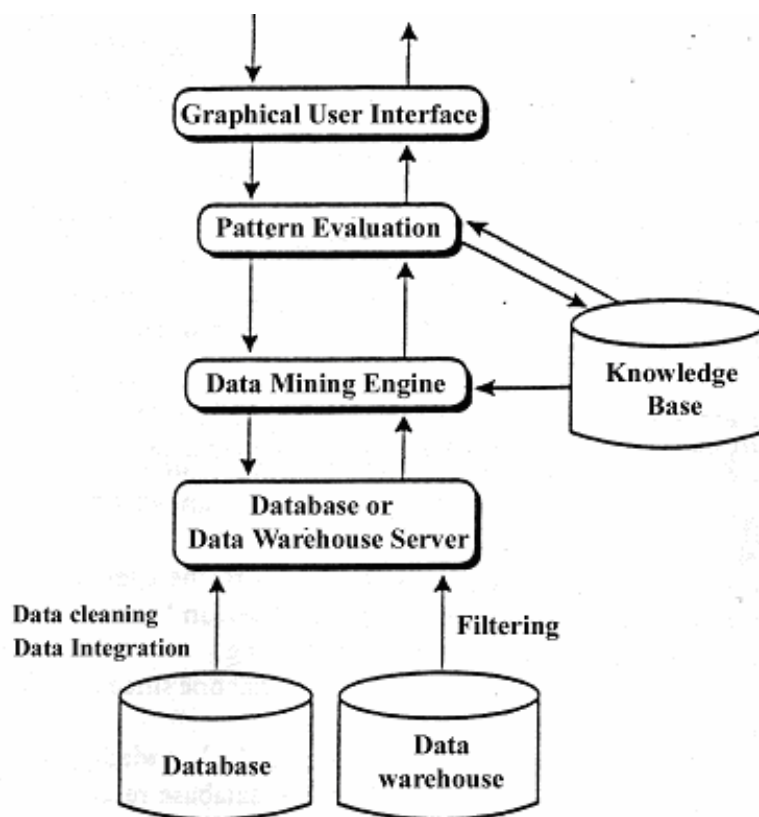 Graphical User Interface
Pattern Evaluation
Data Mining Engine
Knowledge
Base
Database or
Data Warehouse Server
Data cleaning
Data Integration
Filtering
Database
Data
warehouse